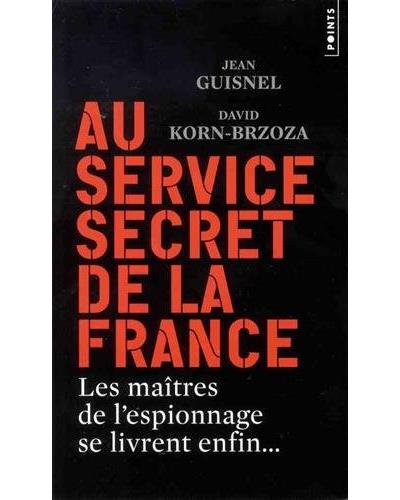 POINTS
JEAN
GUISNEL
DAVID
KORN-BRZOZA
AU
SERVICE
SECRET
DE LA
FRANCE
Les maîtres
de l'espionnage
se livrent enfin...